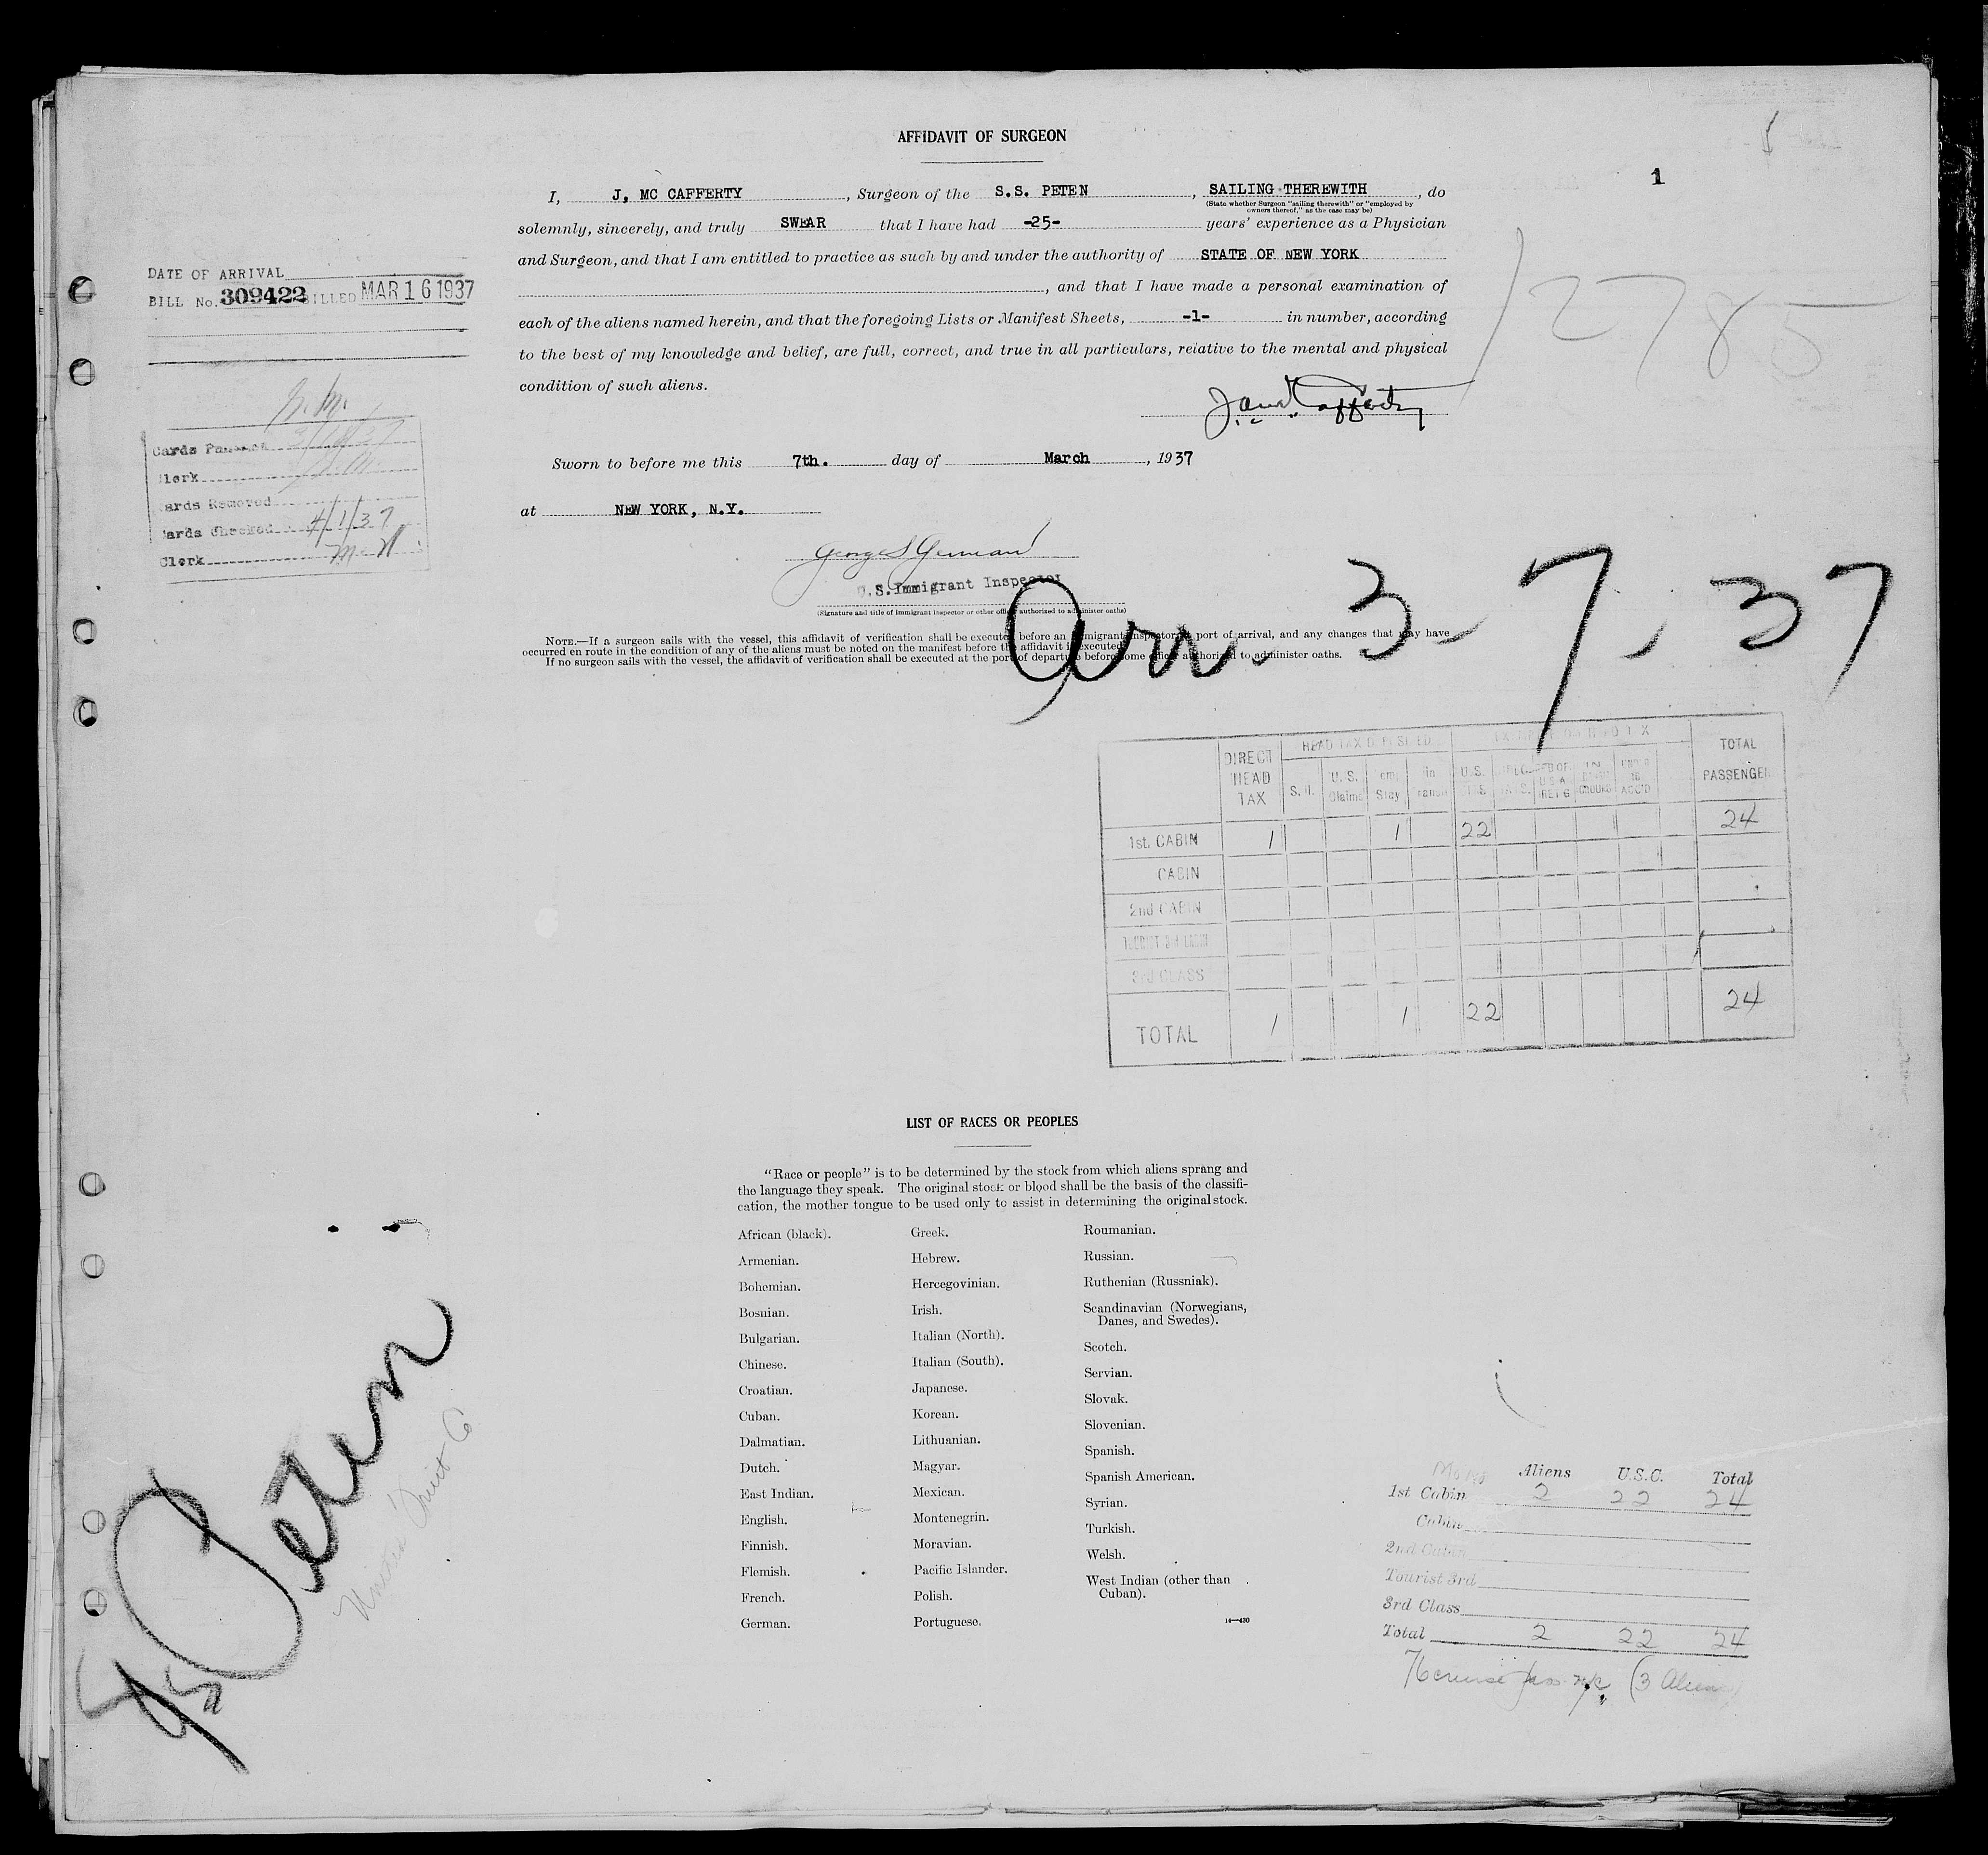 AFFIDAVIT OF SURGEON
1
I, J. MC CAFFERTY, Surgeon of the S.S. PETEN, SAILING THEREWITH, do
(State whether Surgeon "sailing therewith" or "employed by
owners thereof," as the case may be)
solemnly, sincerely, and truly SWEAR that I have had -25- years' experience as a Physician
and Surgeon, and that I am entitled to practice as such by and under the authority of STATE OF NEW YORK
, and that I have made a personal examination of
each of the aliens named herein, and that the foregoing Lists or Manifest Sheets, -1- in number, according
to the best of my knowledge and belief, are full, correct, and true in all particulars, relative to the mental and physical
condition of such aliens.
12785
DATE OF ARRIVAL
BILL No. 309422 BILLED MAR 16 1937
Clerk
Cards Removed
Cards Checked 4/1/37
Clerk
Sworn to before me this 7th. day of March, 1937
at NEW YORK, N.Y.
U.S. Immigrant Inspector
(Signature and title of immigrant inspector or other officer authorized to administer oaths)
Arr. 3. 7. 37
NOTE.—If a surgeon sails with the vessel, this affidavit of verification shall be executed before an immigrant inspector at port of arrival, and any changes that may have
occurred en route in the condition of any of the aliens must be noted on the manifest before the affidavit is executed.
If no surgeon sails with the vessel, the affidavit of verification shall be executed at the port of departure before some officer authorized to administer oaths.
DIRECT HEAD TAX
S.H. U.S. Claims Stay U.S.
TOTAL PASSENGER
1st. CABIN 1 1 22 24
CABIN
2nd CABIN
3rd CLASS
TOTAL 1 1 22 24
LIST OF RACES OR PEOPLES
"Race or people" is to be determined by the stock from which aliens sprang and
the language they speak. The original stock or blood shall be the basis of the classifi-
cation, the mother tongue to be used only to assist in determining the original stock.
African (black).
Armenian.
Bohemian.
Bosnian.
Bulgarian.
Chinese.
Croatian.
Cuban.
Dalmatian.
Dutch.
East Indian.
English.
Finnish.
Flemish.
French.
German.
Greek.
Hebrew.
Hercegovinian.
Irish.
Italian (North).
Italian (South).
Japanese.
Korean.
Lithuanian.
Magyar.
Mexican.
Montenegrin.
Moravian.
Pacific Islander.
Polish.
Portuguese.
Roumanian.
Russian.
Ruthenian (Russniak).
Scandinavian (Norwegians,
Danes, and Swedes).
Scotch.
Servian.
Slovak.
Slovenian.
Spanish.
Spanish American.
Syrian.
Turkish.
Welsh.
West Indian (other than
Cuban).
14—430
Peten
United Fruit Co
Aliens U.S.C. Total
1st Cabin 2 22 24
Cabin
2nd Cabin
Tourist 3rd
3rd Class
Total 2 22 24
76 cruise pass (3 Aliens)